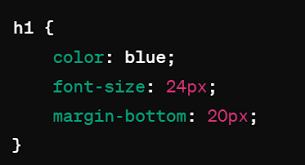 h1 {
    color: blue;
    font-size: 24px;
    margin-bottom: 20px;
}